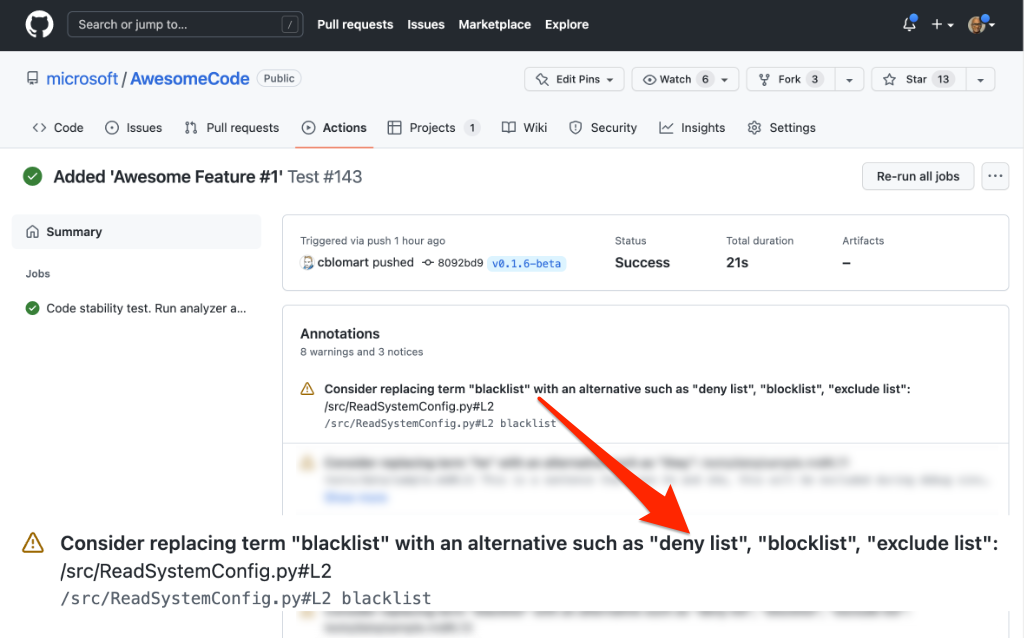 Search or jump to... /
Pull requests Issues Marketplace Explore
microsoft / AwesomeCode Public
Edit Pins Watch 6 Fork 3 Star 13
Code Issues Pull requests Actions Projects 1 Wiki Security Insights Settings
Added 'Awesome Feature #1' Test #143
Re-run all jobs
Summary
Jobs
Code stability test. Run analyzer a...
Triggered via push 1 hour ago
cblomart pushed 8092bd9 v0.1.6-beta
Status
Success
Total duration
21s
Artifacts
–
Annotations
8 warnings and 3 notices
Consider replacing term "blacklist" with an alternative such as "deny list", "blocklist", "exclude list":
/src/ReadSystemConfig.py#L2
/src/ReadSystemConfig.py#L2 blacklist
Show more
Consider replacing term "blacklist" with an alternative such as "deny list", "blocklist", "exclude list":
/src/ReadSystemConfig.py#L2
/src/ReadSystemConfig.py#L2 blacklist